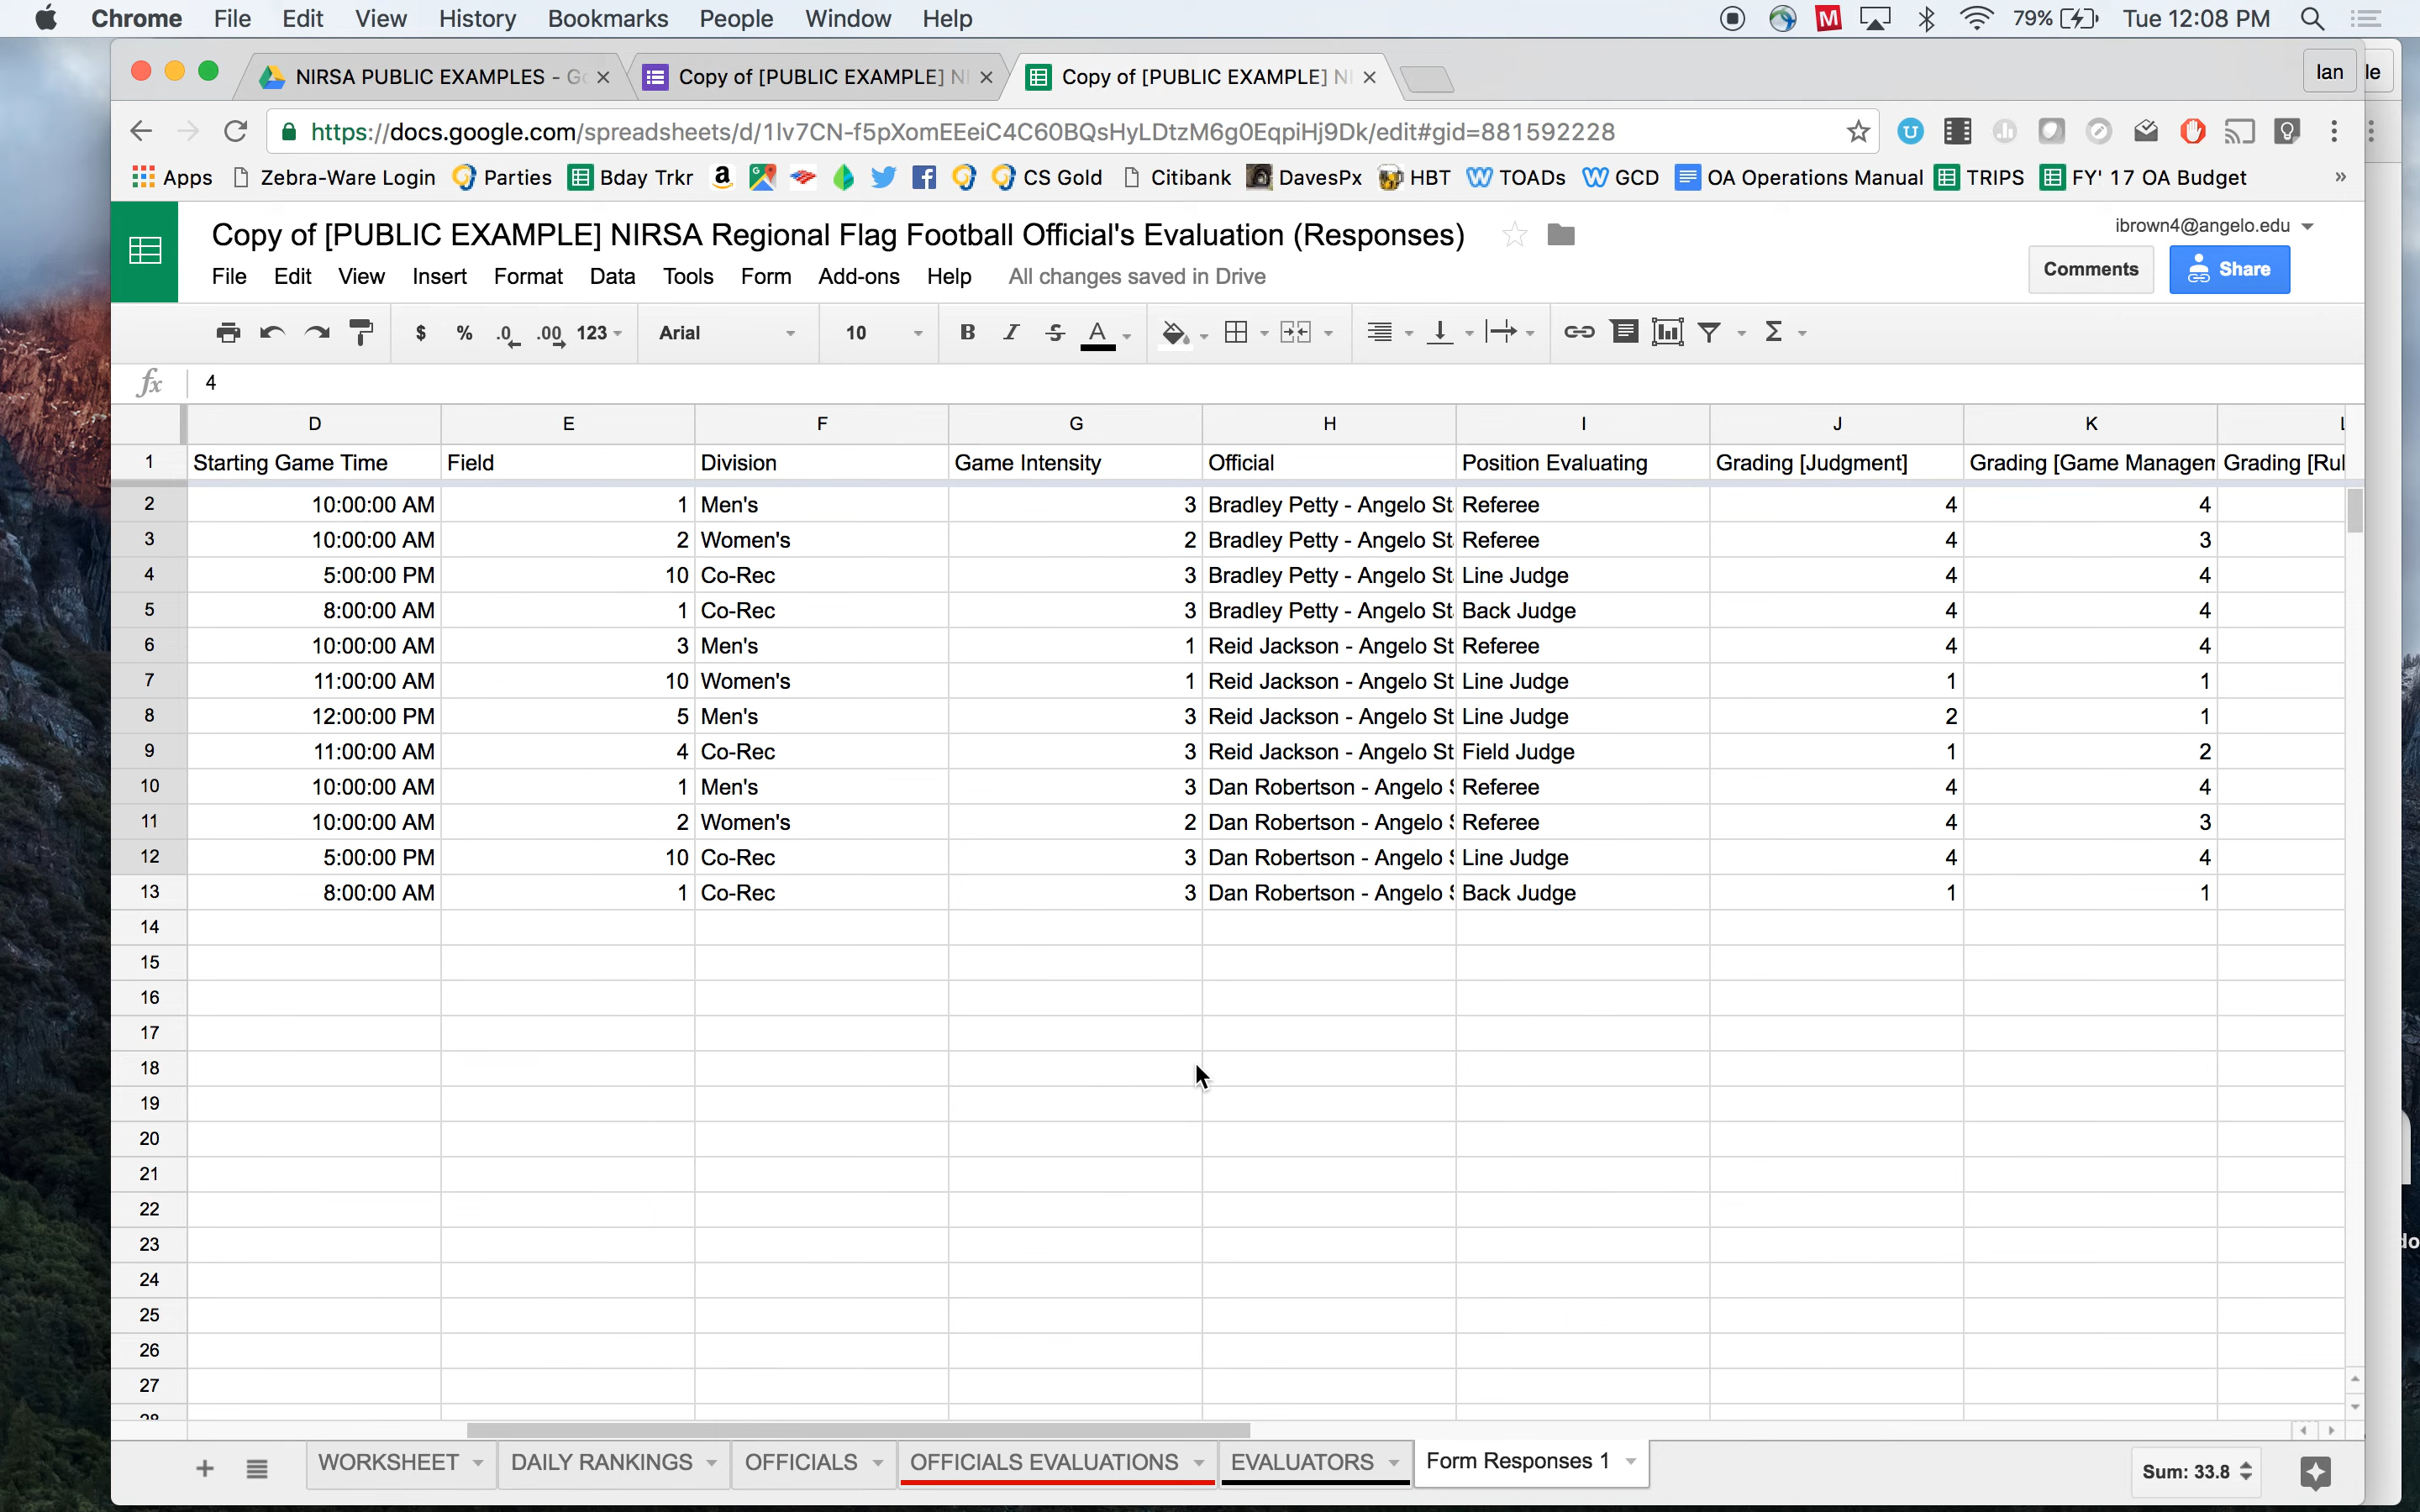 Chrome File Edit View History Bookmarks People Window Help 79% Tue 12:08 PM
NIRSA PUBLIC EXAMPLES - Go Copy of [PUBLIC EXAMPLE] NI Copy of [PUBLIC EXAMPLE] NI Ian le
https://docs.google.com/spreadsheets/d/1lv7CN-f5pXomEEeiC4C60BQsHyLDtzM6g0EqpiHj9Dk/edit#gid=881592228
Apps Zebra-Ware Login Parties Bday Trkr CS Gold Citibank DavesPx HBT TOADs GCD OA Operations Manual TRIPS FY' 17 OA Budget »
Copy of [PUBLIC EXAMPLE] NIRSA Regional Flag Football Official's Evaluation (Responses) ibrown4@angelo.edu
File Edit View Insert Format Data Tools Form Add-ons Help All changes saved in Drive Comments Share
$ % .0 .00 123 Arial 10 B I S A Σ
fx 4
D E F G H I J K L
1 Starting Game Time Field Division Game Intensity Official Position Evaluating Grading [Judgment] Grading [Game Managem Grading [Rul
2 10:00:00 AM 1 Men's 3 Bradley Petty - Angelo St Referee 4 4
3 10:00:00 AM 2 Women's 2 Bradley Petty - Angelo St Referee 4 3
4 5:00:00 PM 10 Co-Rec 3 Bradley Petty - Angelo St Line Judge 4 4
5 8:00:00 AM 1 Co-Rec 3 Bradley Petty - Angelo St Back Judge 4 4
6 10:00:00 AM 3 Men's 1 Reid Jackson - Angelo St Referee 4 4
7 11:00:00 AM 10 Women's 1 Reid Jackson - Angelo St Line Judge 1 1
8 12:00:00 PM 5 Men's 3 Reid Jackson - Angelo St Line Judge 2 1
9 11:00:00 AM 4 Co-Rec 3 Reid Jackson - Angelo St Field Judge 1 2
10 10:00:00 AM 1 Men's 3 Dan Robertson - Angelo S Referee 4 4
11 10:00:00 AM 2 Women's 2 Dan Robertson - Angelo S Referee 4 3
12 5:00:00 PM 10 Co-Rec 3 Dan Robertson - Angelo S Line Judge 4 4
13 8:00:00 AM 1 Co-Rec 3 Dan Robertson - Angelo S Back Judge 1 1
14
15
16
17
18
19
20
21
22
23
24
25
26
27
28
WORKSHEET DAILY RANKINGS OFFICIALS OFFICIALS EVALUATIONS EVALUATORS Form Responses 1 Sum: 33.8